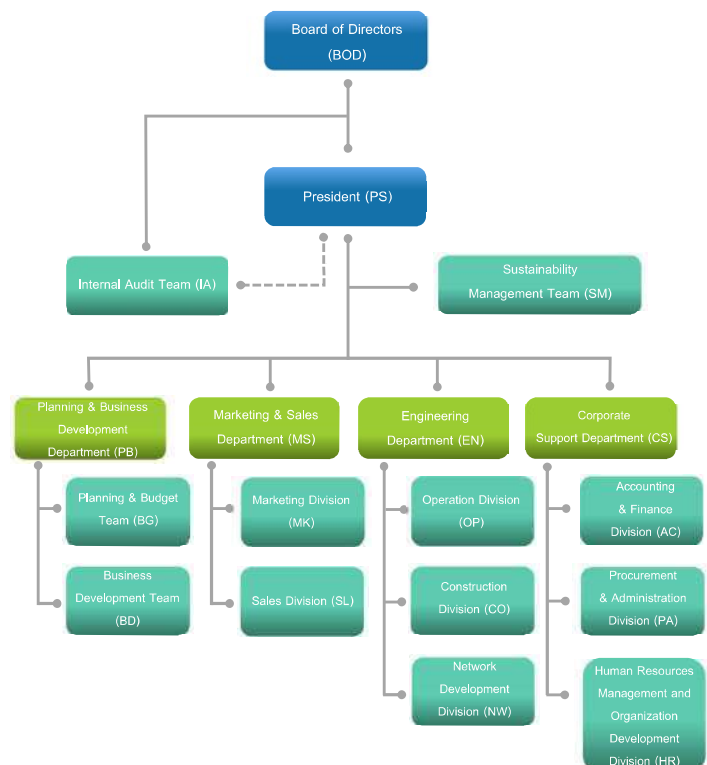 Board of Directors
(BOD)
President (PS)
Internal Audit Team (IA)
Sustainability
Management Team (SM)
Planning & Business
Development
Department (PB)
Marketing & Sales
Department (MS)
Engineering
Department (EN)
Corporate
Support Department (CS)
Planning & Budget
Team (BG)
Business
Development Team
(BD)
Marketing Division
(MK)
Sales Division (SL)
Operation Division
(OP)
Construction
Division (CO)
Network
Development
Division (NW)
Accounting
& Finance
Division (AC)
Procurement
& Administration
Division (PA)
Human Resources
Management and
Organization
Development
Division (HR)